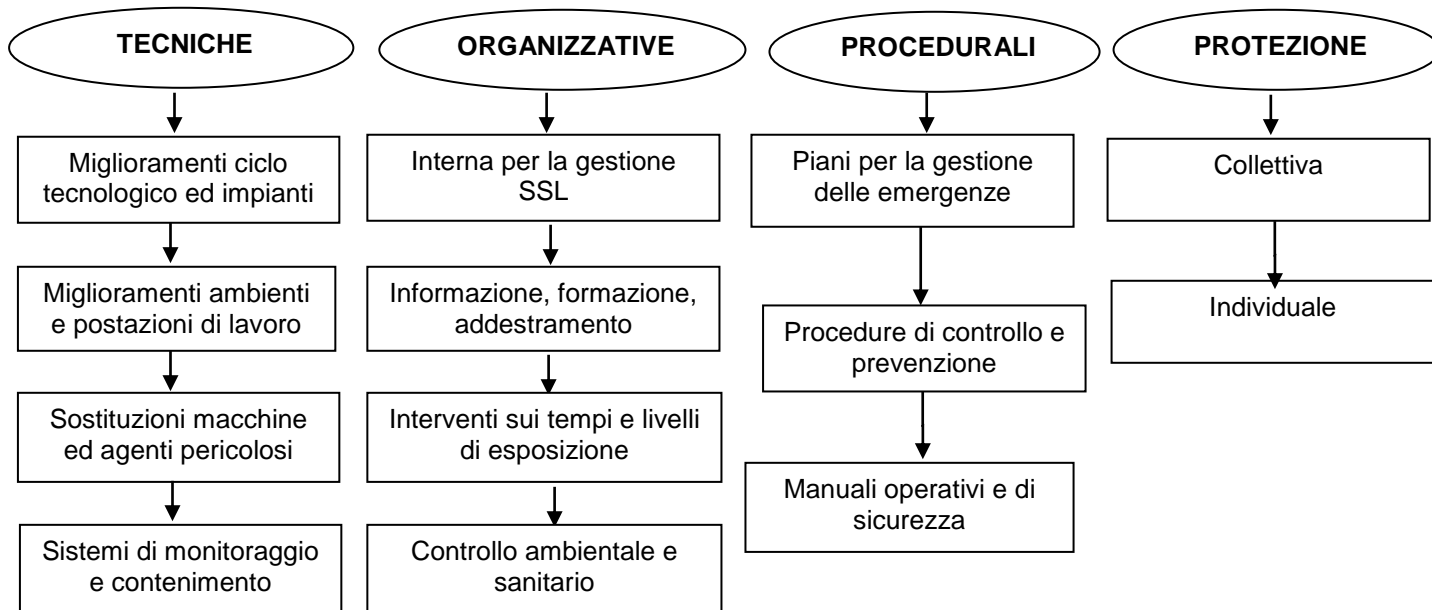 TECNICHE
Miglioramenti ciclo
tecnologico ed impianti
Miglioramenti ambienti
e postazioni di lavoro
Sostituzioni macchine
ed agenti pericolosi
Sistemi di monitoraggio
e contenimento
ORGANIZZATIVE
Interna per la gestione
SSL
Informazione, formazione,
addestramento
Interventi sui tempi e livelli
di esposizione
Controllo ambientale e
sanitario
PROCEDURALI
Piani per la gestione
delle emergenze
Procedure di controllo e
prevenzione
Manuali operativi e di
sicurezza
PROTEZIONE
Collettiva
Individuale